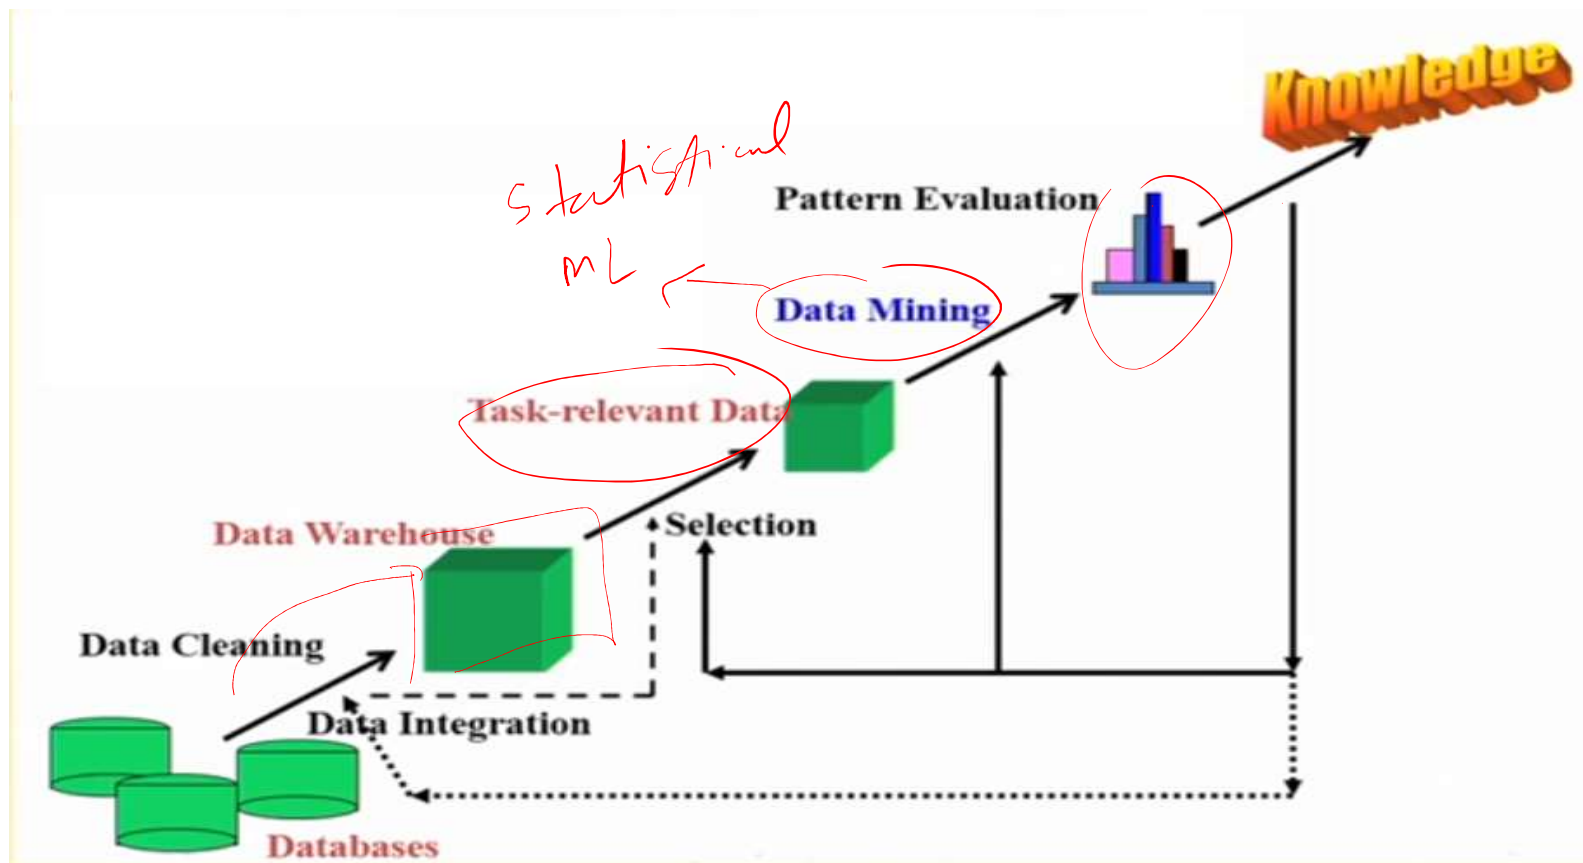 Knowledge
Statistical
Pattern Evaluation
ML
Data Mining
Task-relevant Data
Selection
Data Warehouse
Data Cleaning
Data Integration
Databases